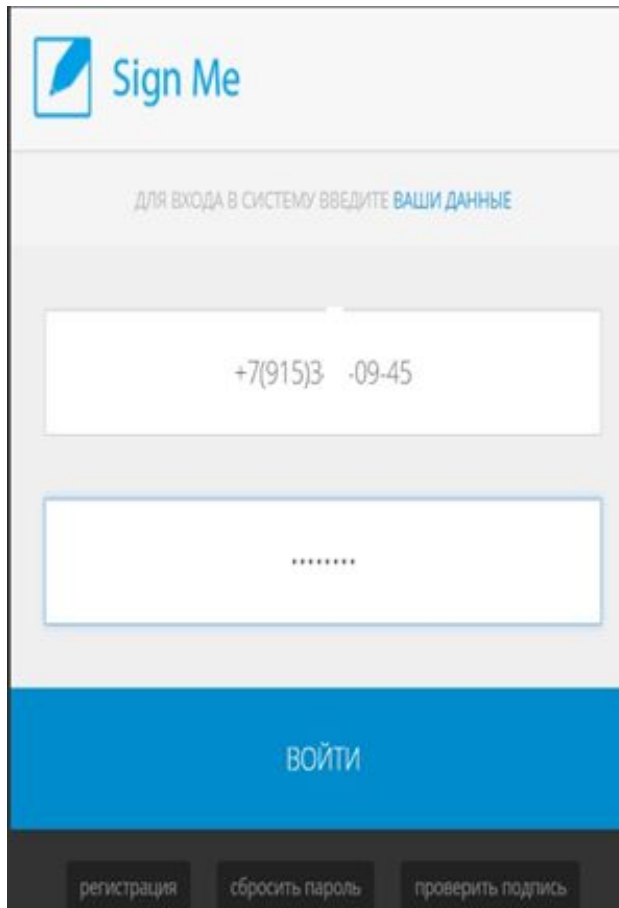 Sign Me
ДЛЯ ВХОДА В СИСТЕМУ ВВЕДИТЕ ВАШИ ДАННЫЕ
+7(915)3 -09-45
········
ВОЙТИ
регистрация сбросить пароль проверить подпись